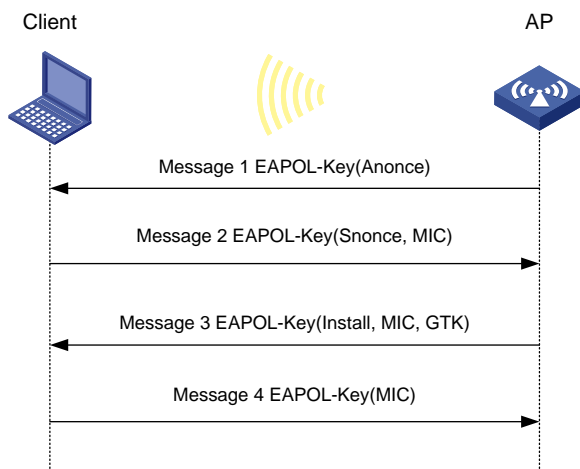 Client
AP
Message 1 EAPOL-Key(Anonce)
Message 2 EAPOL-Key(Snonce, MIC)
Message 3 EAPOL-Key(Install, MIC, GTK)
Message 4 EAPOL-Key(MIC)